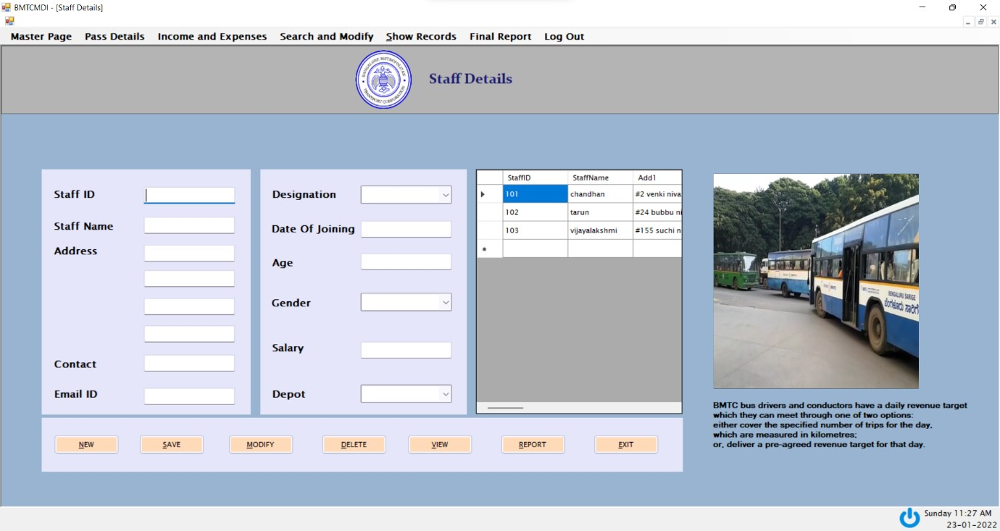 BMTCMDI - [Staff Details]
Master Page Pass Details Income and Expenses Search and Modify Show Records Final Report Log Out
BANGALORE METROPOLITAN TRANSPORT CORPORATION
Staff Details
Staff ID
Staff Name
Address
Contact
Email ID
Designation
Date Of Joining
Age
Gender
Salary
Depot
StaffID StaffName Add1
101 chandhan #2 venki niva
102 tarun #24 bubbu ni
103 vijayalakshmi #155 suchi n
BENGALURU SARIGE
NEW SAVE MODIFY DELETE VIEW REPORT EXIT
BMTC bus drivers and conductors have a daily revenue target
which they can meet through one of two options:
either cover the specified number of trips for the day,
which are measured in kilometres;
or, deliver a pre-agreed revenue target for that day.
Sunday 11:27 AM
23-01-2022